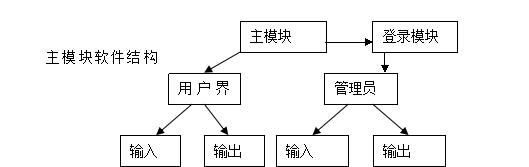 主模块
登录模块
主模块软件结构
用 户 界
管理员
输入
输出
输入
输出